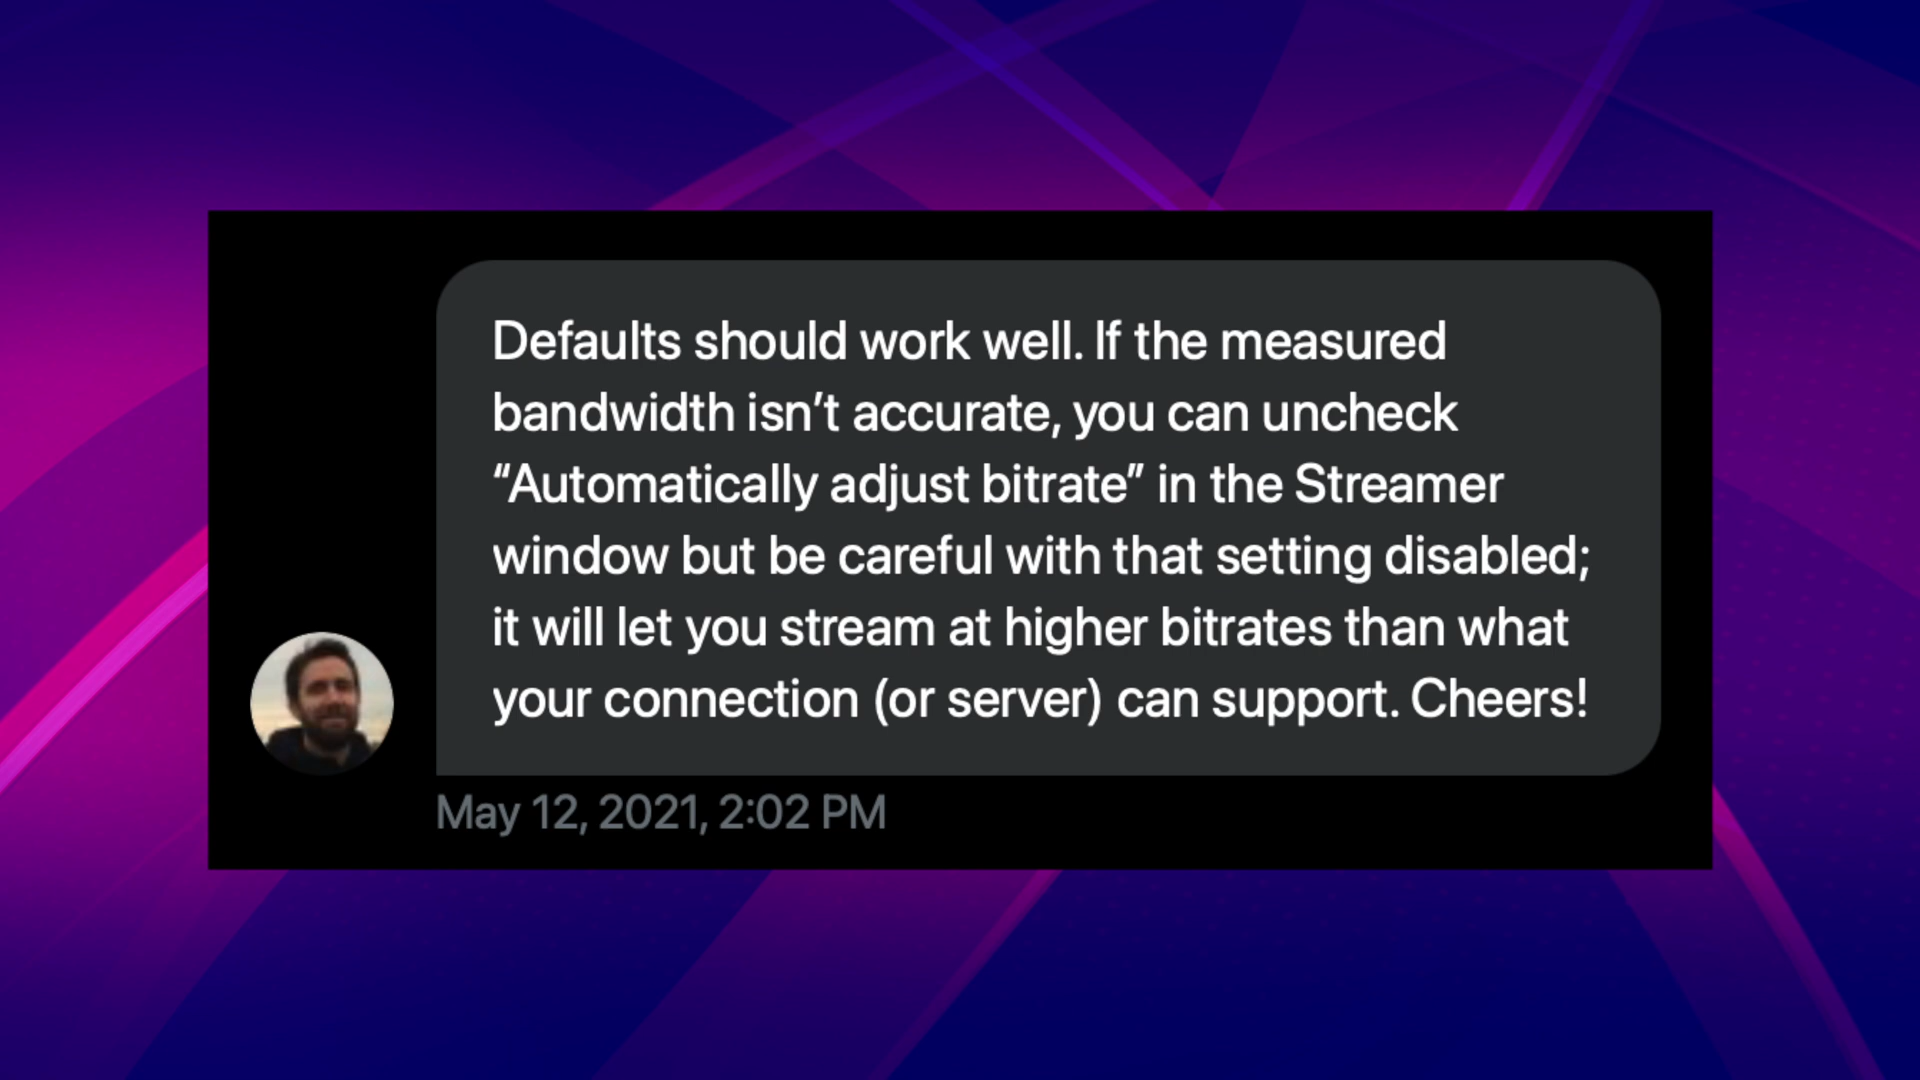 Defaults should work well. If the measured
bandwidth isn’t accurate, you can uncheck
“Automatically adjust bitrate” in the Streamer
window but be careful with that setting disabled;
it will let you stream at higher bitrates than what
your connection (or server) can support. Cheers!
May 12, 2021, 2:02 PM